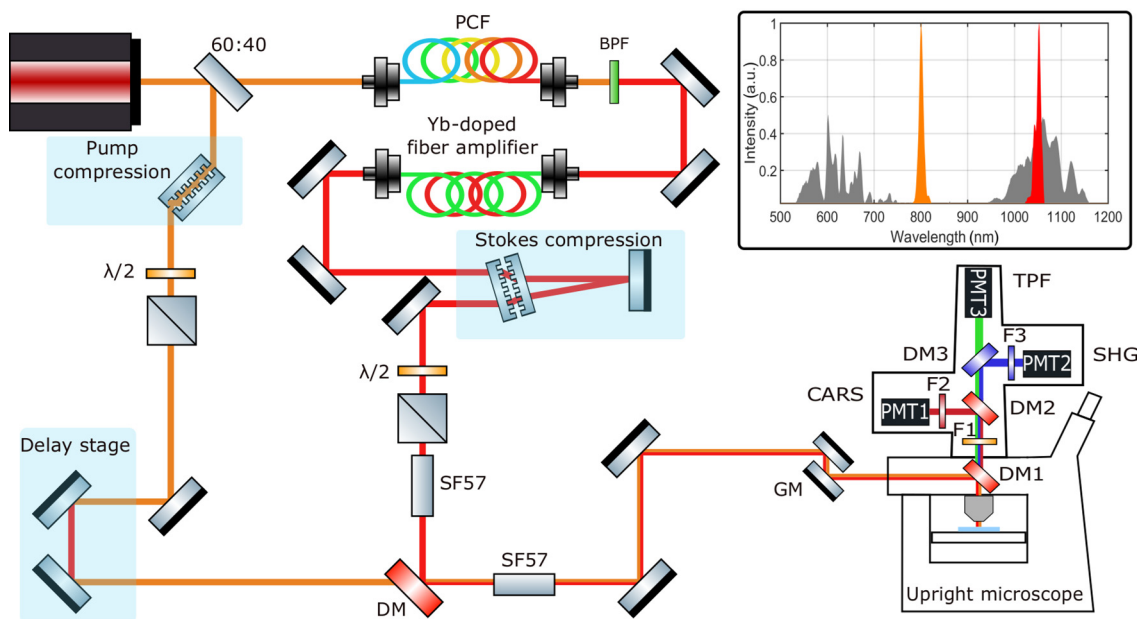 60:40
PCF
BPF
Pump
compression
Yb-doped
fiber amplifier
Stokes compression
λ/2
λ/2
Delay stage
SF57
SF57
DM
GM
Intensity (a.u.)
1
0.8
0.6
0.4
0.2
500 600 700 800 900 1000 1100 1200
Wavelength (nm)
PMT3
TPF
DM3
F3
PMT2
SHG
CARS
F2
PMT1
DM2
F1
DM1
Upright microscope